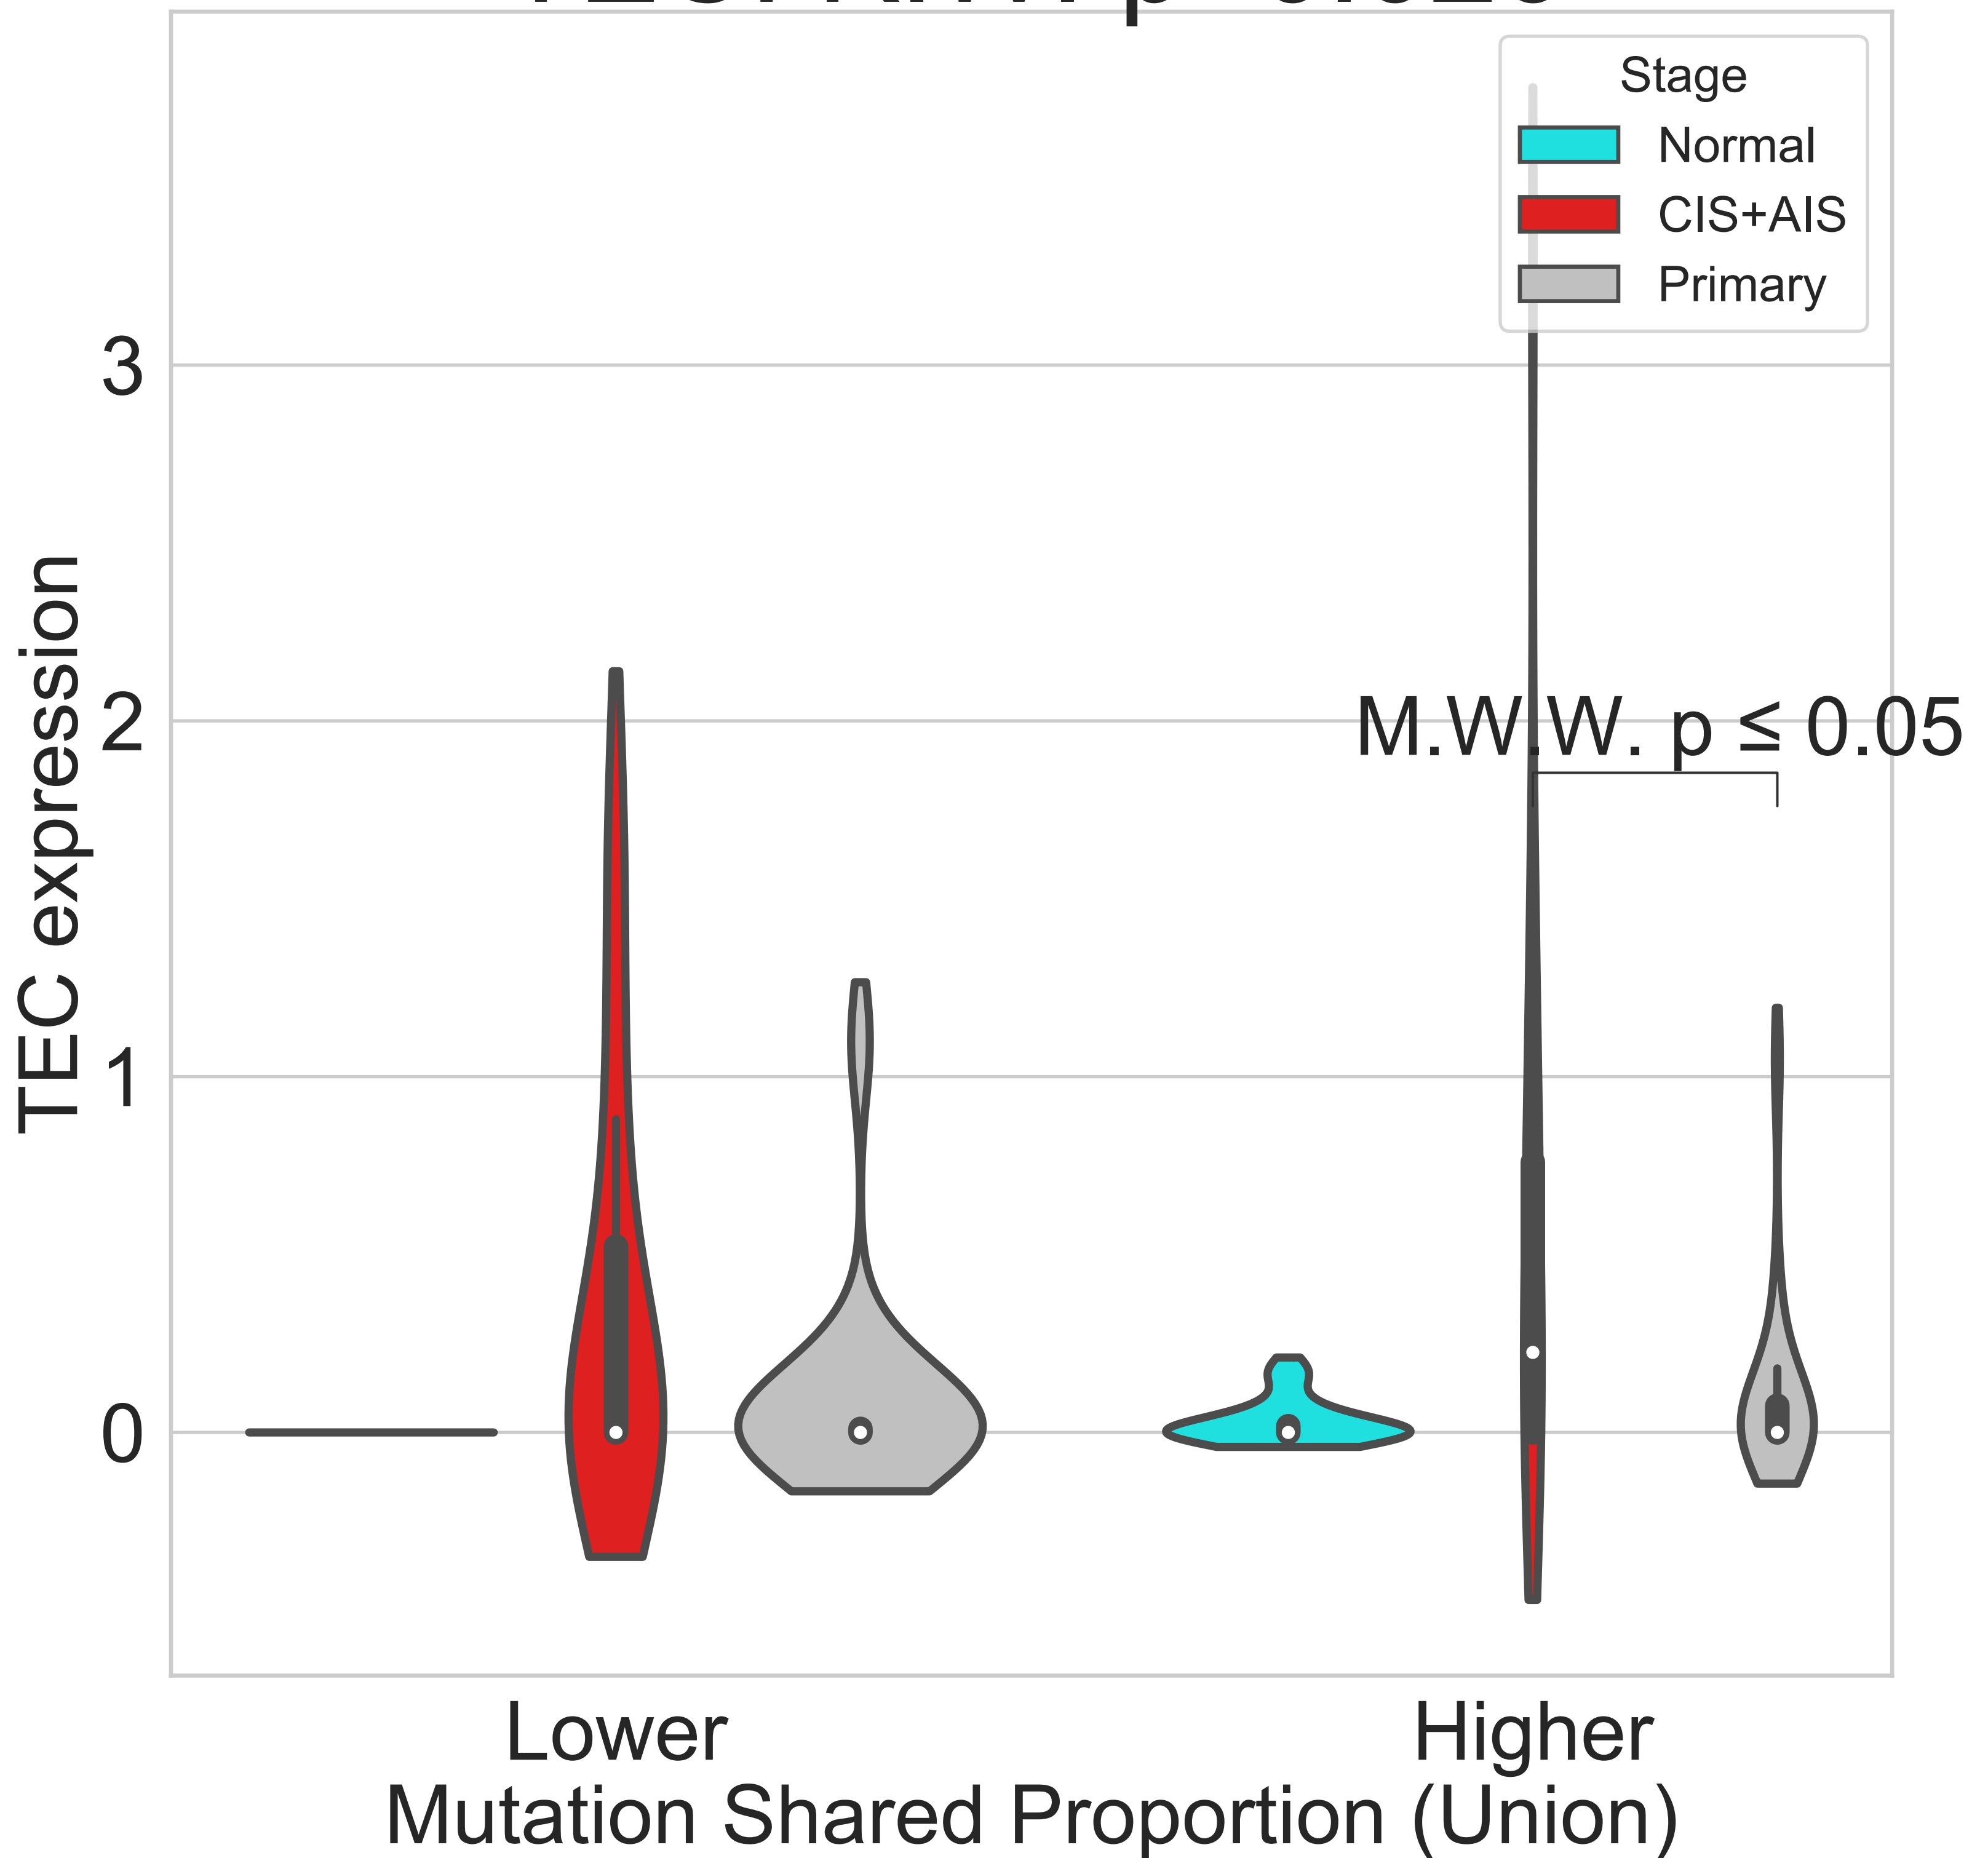 Stage
Normal
CIS+AIS
Primary
3
2
1
0
TEC expression
M.W.W. p ≤ 0.05
Lower
Higher
Mutation Shared Proportion (Union)